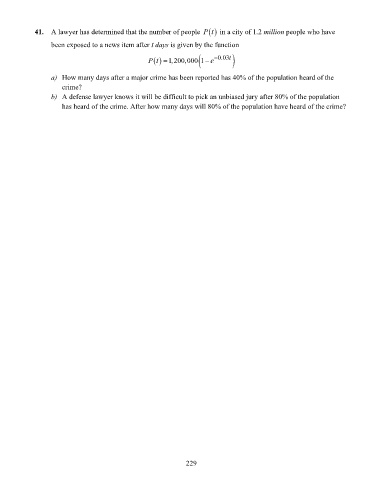 41. A lawyer has determined that the number of people P(t) in a city of 1.2 million people who have
been exposed to a news item after t days is given by the function
P(t) = 1,200,000(1 − e^−0.03t)
a) How many days after a major crime has been reported has 40% of the population heard of the
crime?
b) A defense lawyer knows it will be difficult to pick an unbiased jury after 80% of the population
has heard of the crime. After how many days will 80% of the population have heard of the crime?
229